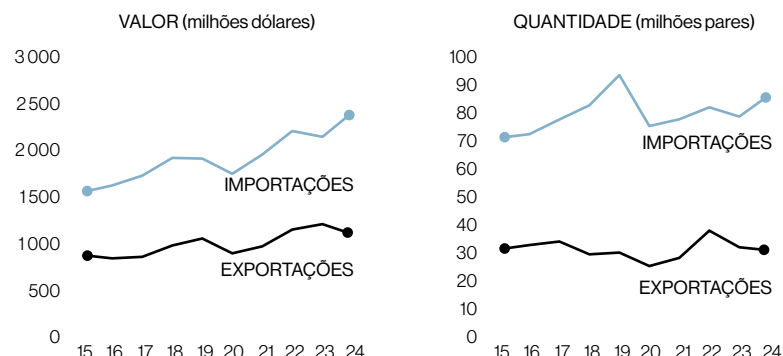 VALOR (milhões dólares)
3 000
2 500
2 000
1 500
1 000
500
0
IMPORTAÇÕES
EXPORTAÇÕES
15 16 17 18 19 20 21 22 23 24
QUANTIDADE (milhões pares)
100
90
80
70
60
50
40
30
20
10
0
IMPORTAÇÕES
EXPORTAÇÕES
15 16 17 18 19 20 21 22 23 24